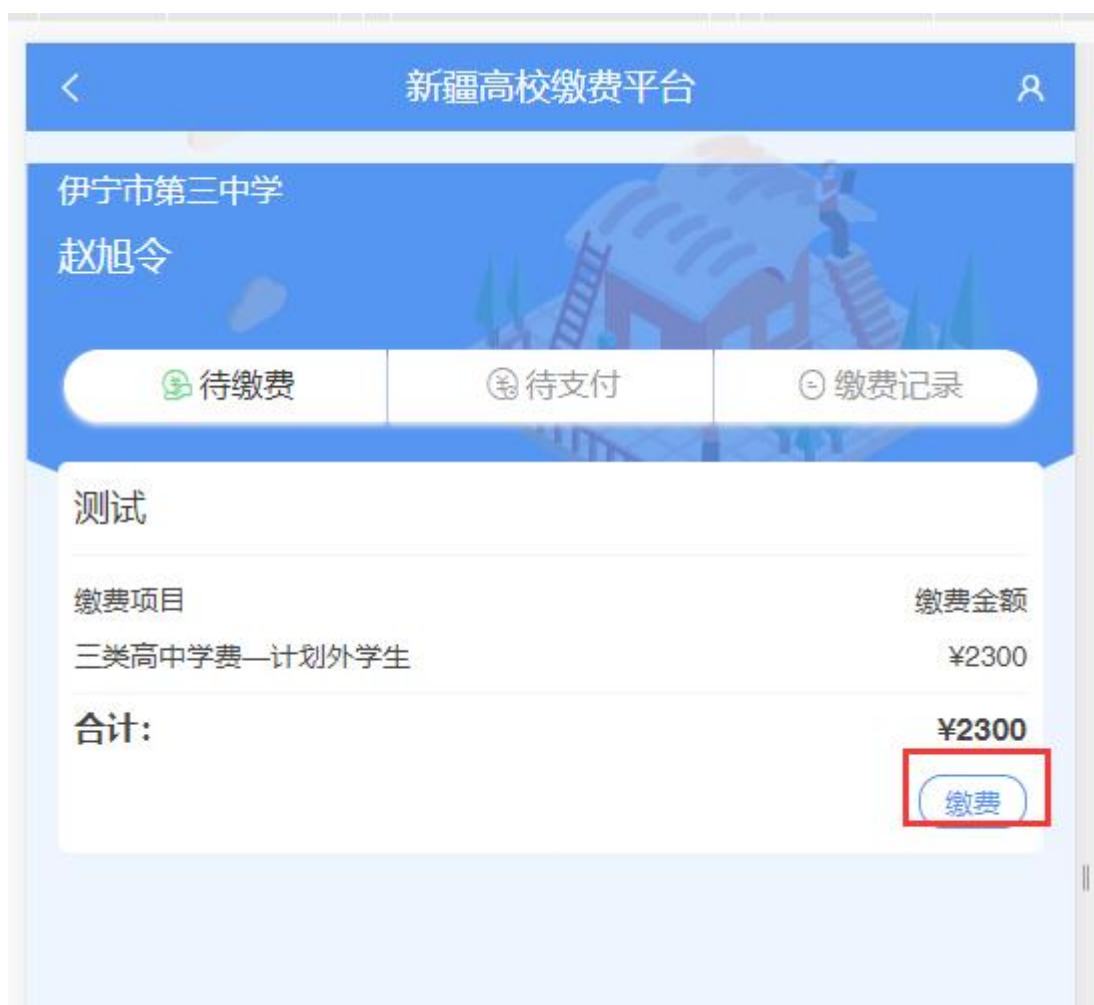 新疆高校缴费平台
伊宁市第三中学
赵旭令
待缴费 待支付 缴费记录
测试
缴费项目 缴费金额
三类高中学费—计划外学生 ¥2300
合计: ¥2300
缴费